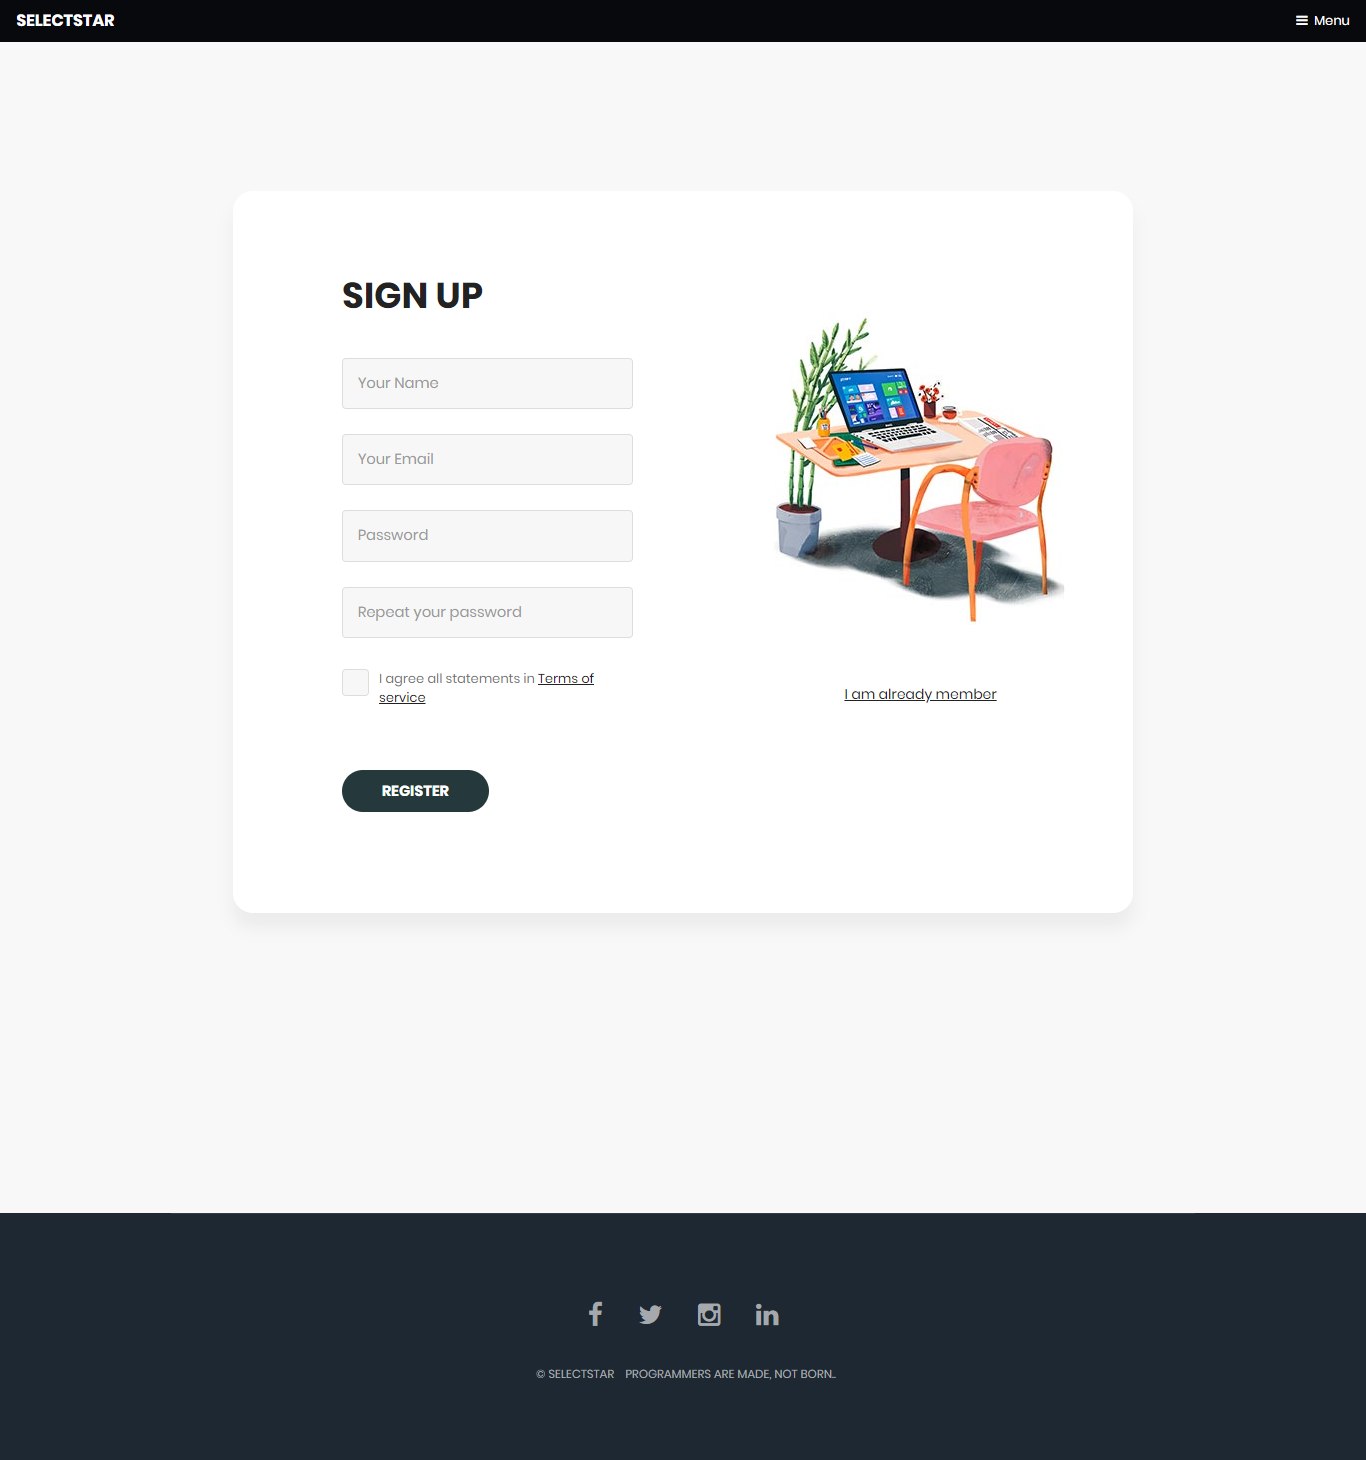 SELECTSTAR
Menu
SIGN UP
Your Name
Your Email
Password
Repeat your password
I agree all statements in Terms of
service
I am already member
REGISTER
© SELECTSTAR PROGRAMMERS ARE MADE, NOT BORN..